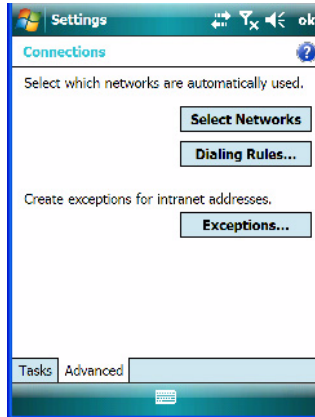 Settings
ok
Connections
?
Select which networks are automatically used.
Select Networks
Dialing Rules...
Create exceptions for intranet addresses.
Exceptions...
Tasks Advanced